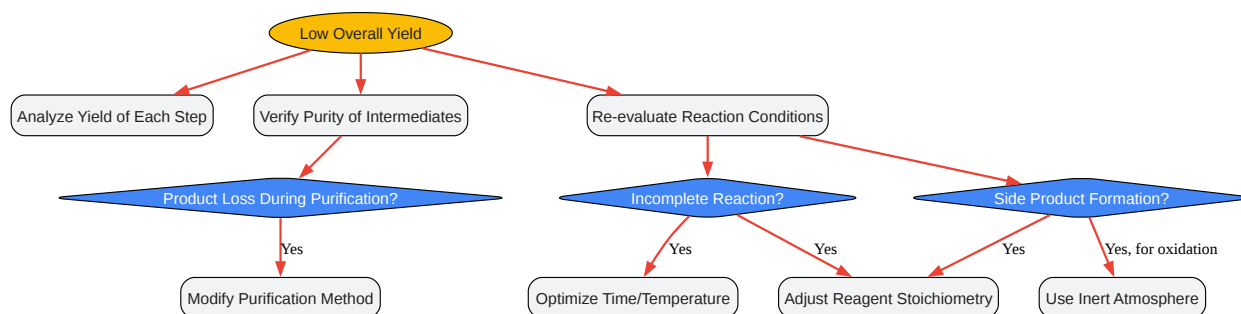 Low Overall Yield
Analyze Yield of Each Step
Verify Purity of Intermediates
Re-evaluate Reaction Conditions
Product Loss During Purification?
Incomplete Reaction?
Side Product Formation?
Yes
Yes
Yes
Yes
Yes, for oxidation
Modify Purification Method
Optimize Time/Temperature
Adjust Reagent Stoichiometry
Use Inert Atmosphere